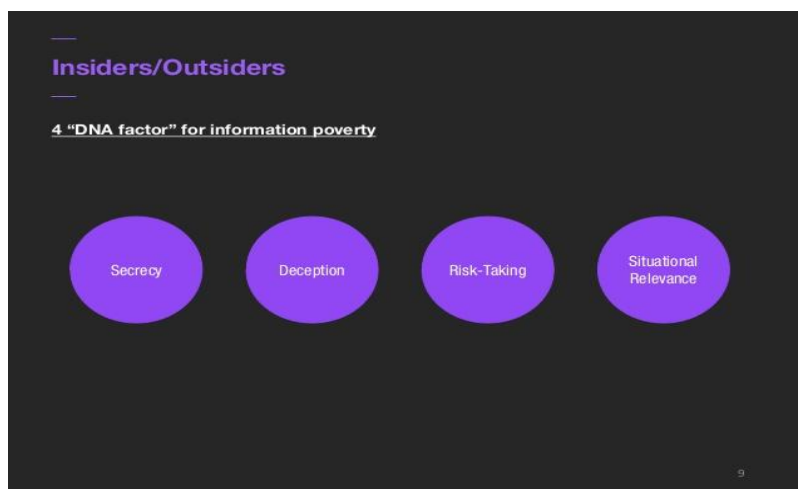 Insiders/Outsiders
4 “DNA factor” for information poverty
Secrecy
Deception
Risk-Taking
Situational
Relevance
9